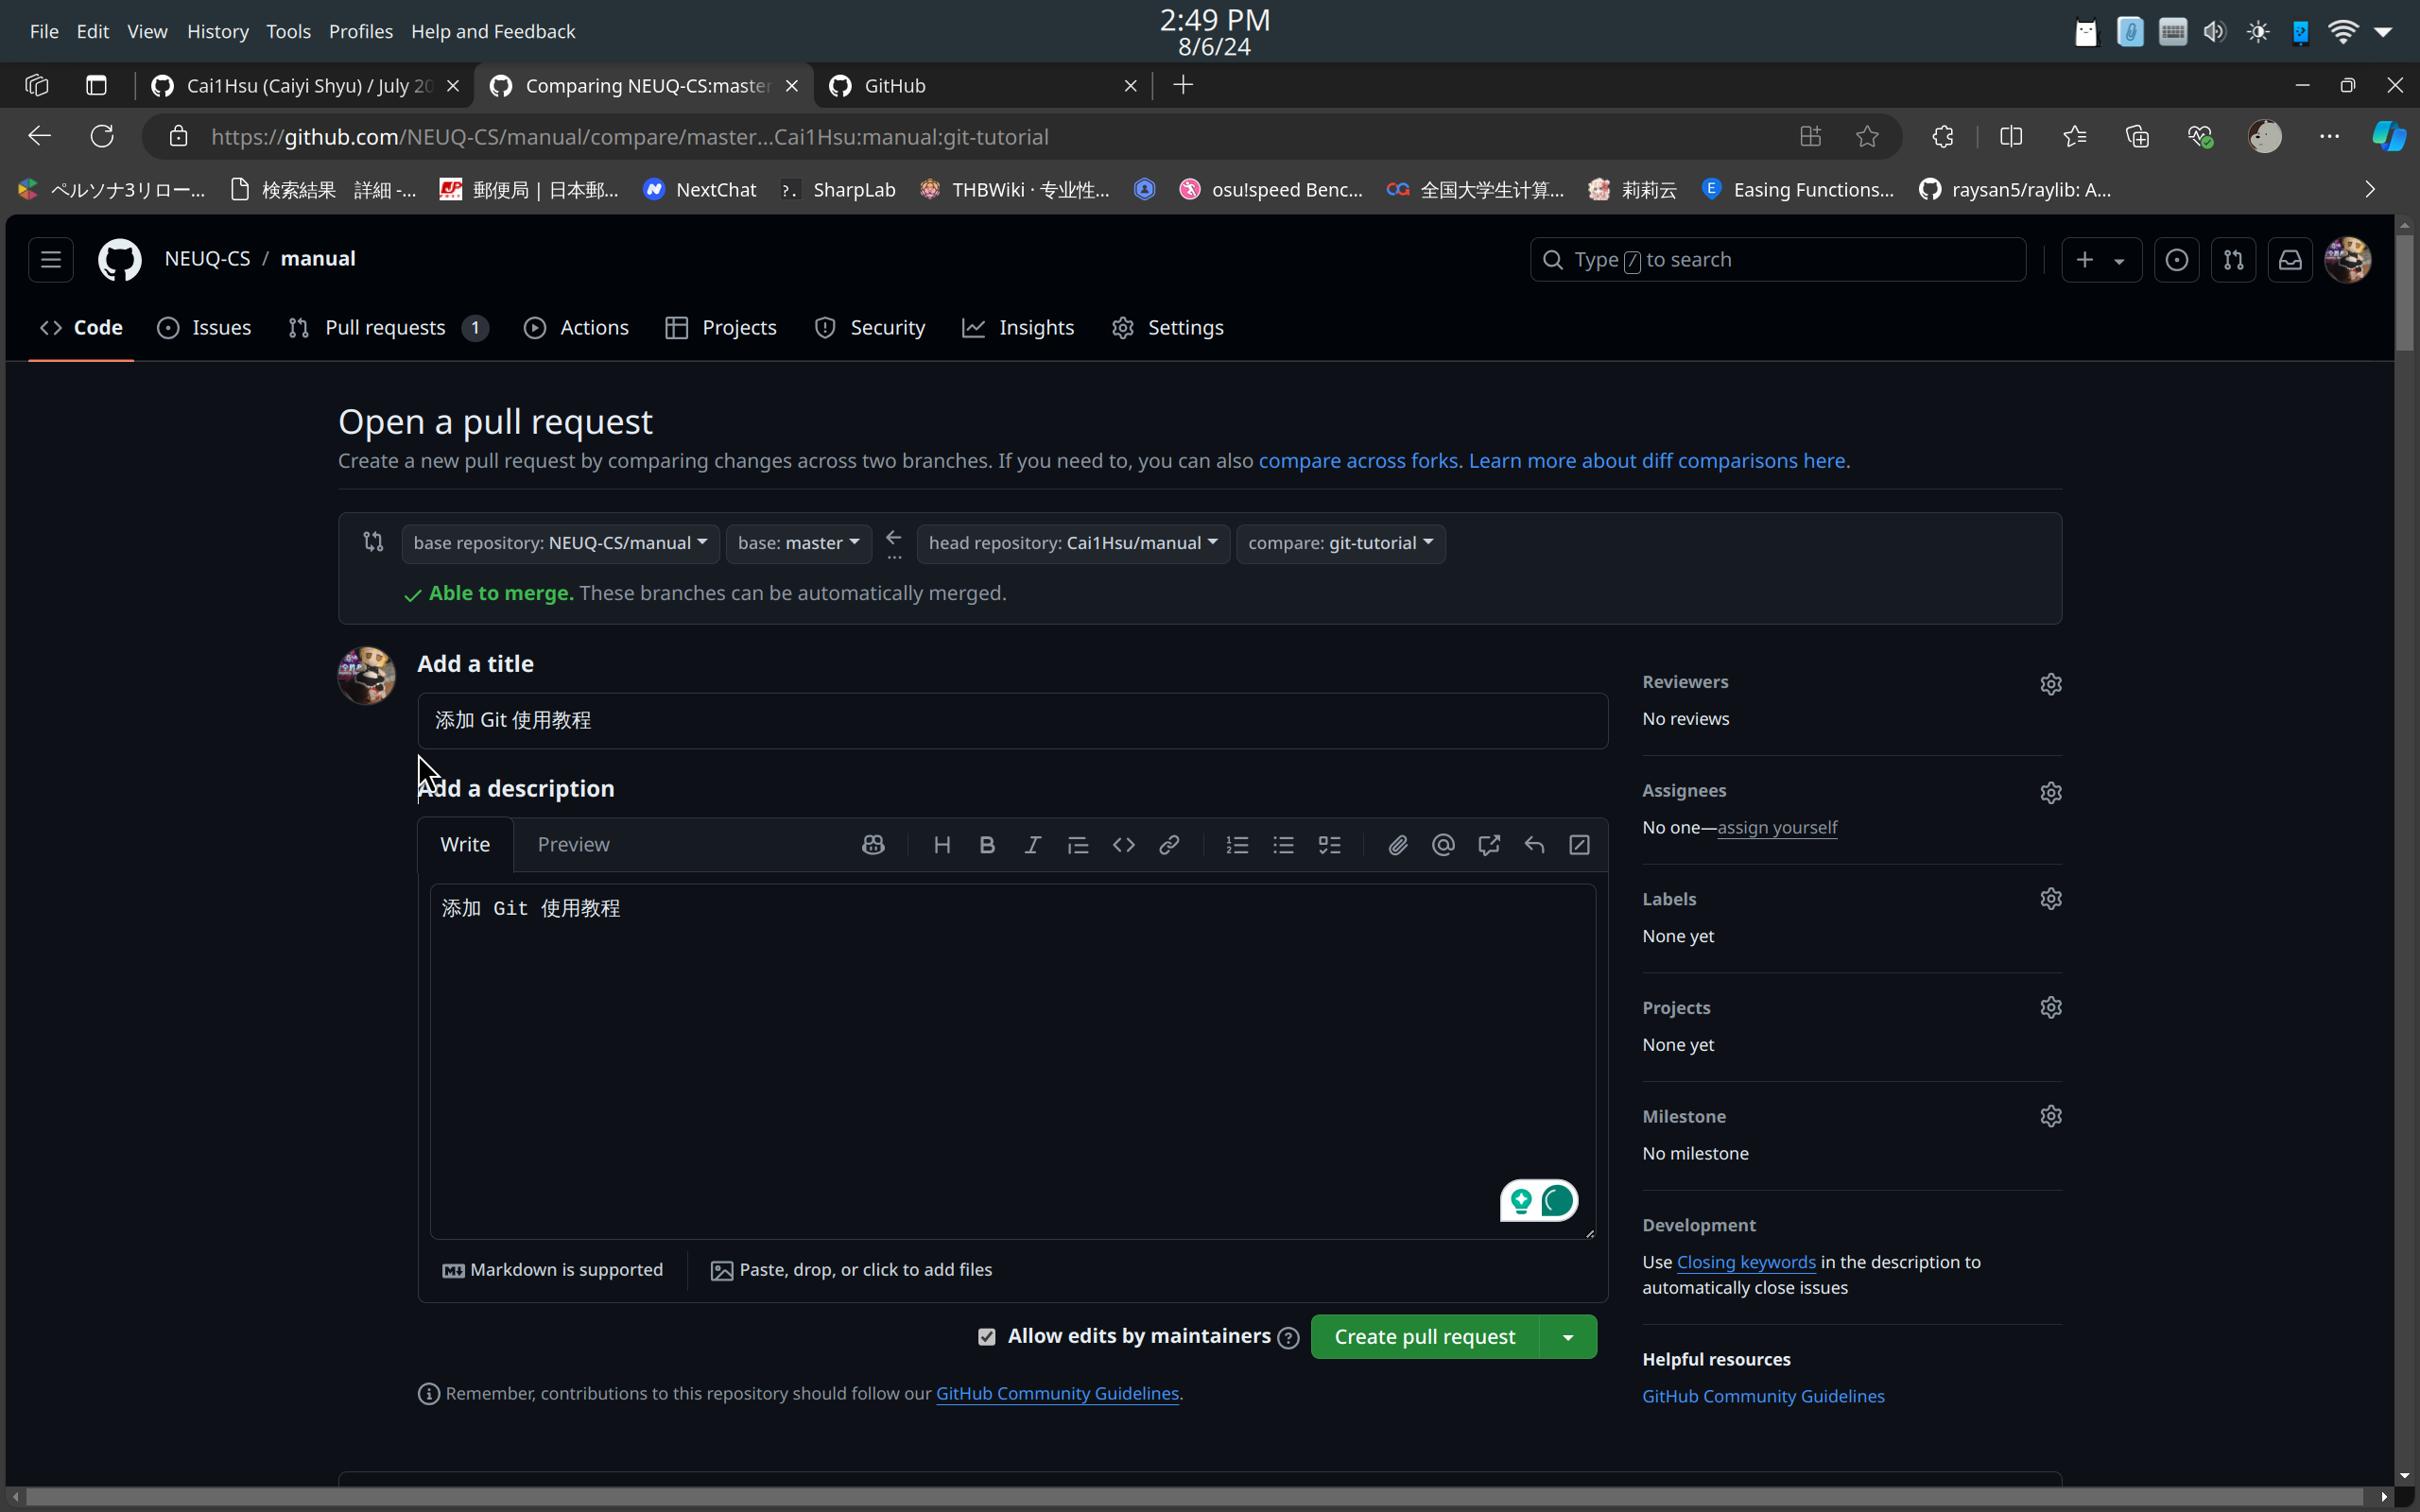 File Edit View History Tools Profiles Help and Feedback
2:49 PM
8/6/24
Cai1Hsu (Caiyi Shyu) / July 20
Comparing NEUQ-CS:master
GitHub
https://github.com/NEUQ-CS/manual/compare/master...Cai1Hsu:manual:git-tutorial
ペルソナ3リロー... 検索結果 詳細 -... 郵便局 | 日本郵... NextChat SharpLab THBWiki · 专业性... osu!speed Benc... 全国大学生计算... 莉莉云 Easing Functions... raysan5/raylib: A...
NEUQ-CS / manual
Type / to search
Code Issues Pull requests 1 Actions Projects Security Insights Settings
Open a pull request
Create a new pull request by comparing changes across two branches. If you need to, you can also compare across forks. Learn more about diff comparisons here.
base repository: NEUQ-CS/manual base: master head repository: Cai1Hsu/manual compare: git-tutorial
Able to merge. These branches can be automatically merged.
Add a title
添加 Git 使用教程
Add a description
Write Preview
添加 Git 使用教程
Markdown is supported
Paste, drop, or click to add files
Allow edits by maintainers
Create pull request
Remember, contributions to this repository should follow our GitHub Community Guidelines.
Reviewers
No reviews
Assignees
No one—assign yourself
Labels
None yet
Projects
None yet
Milestone
No milestone
Development
Use Closing keywords in the description to
automatically close issues
Helpful resources
GitHub Community Guidelines